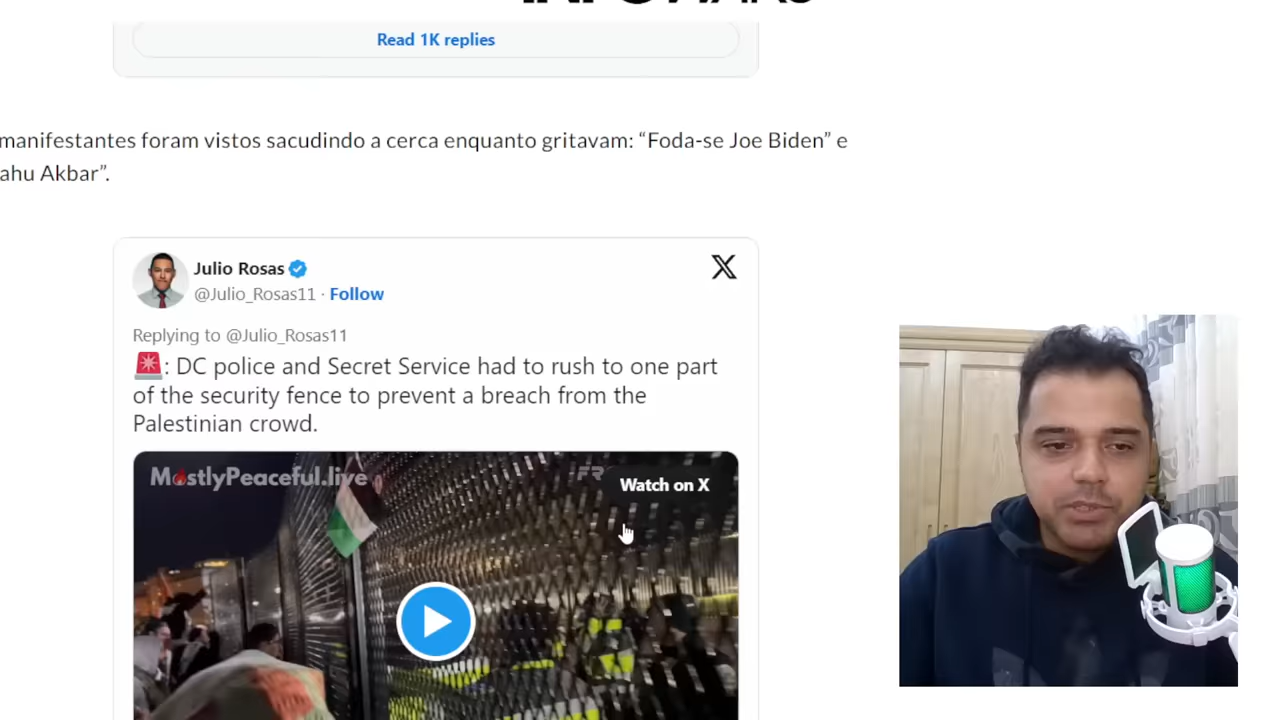 INFOWARS
Read 1K replies
manifestantes foram vistos sacudindo a cerca enquanto gritavam: “Foda-se Joe Biden” e
ahu Akbar”.
Julio Rosas
@Julio_Rosas11 · Follow
X
Replying to @Julio_Rosas11
: DC police and Secret Service had to rush to one part
of the security fence to prevent a breach from the
Palestinian crowd.
MostlyPeaceful.live
Watch on X